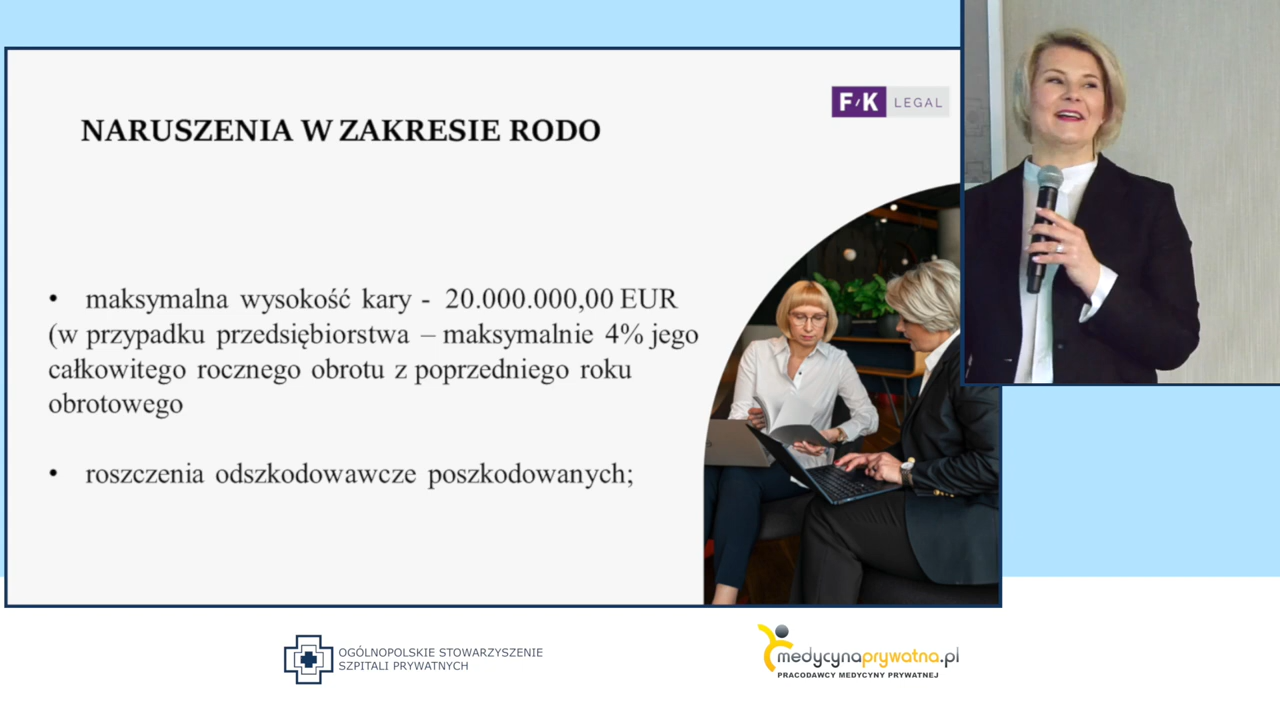 F/K LEGAL
NARUSZENIA W ZAKRESIE RODO
• maksymalna wysokość kary - 20.000.000,00 EUR
(w przypadku przedsiębiorstwa – maksymalnie 4% jego
całkowitego rocznego obrotu z poprzedniego roku
obrotowego
• roszczenia odszkodowawcze poszkodowanych;
OGÓLNOPOLSKIE STOWARZYSZENIE
SZPITALI PRYWATNYCH
medycynaprywatna.pl
PRACODAWCY MEDYCYNY PRYWATNEJ